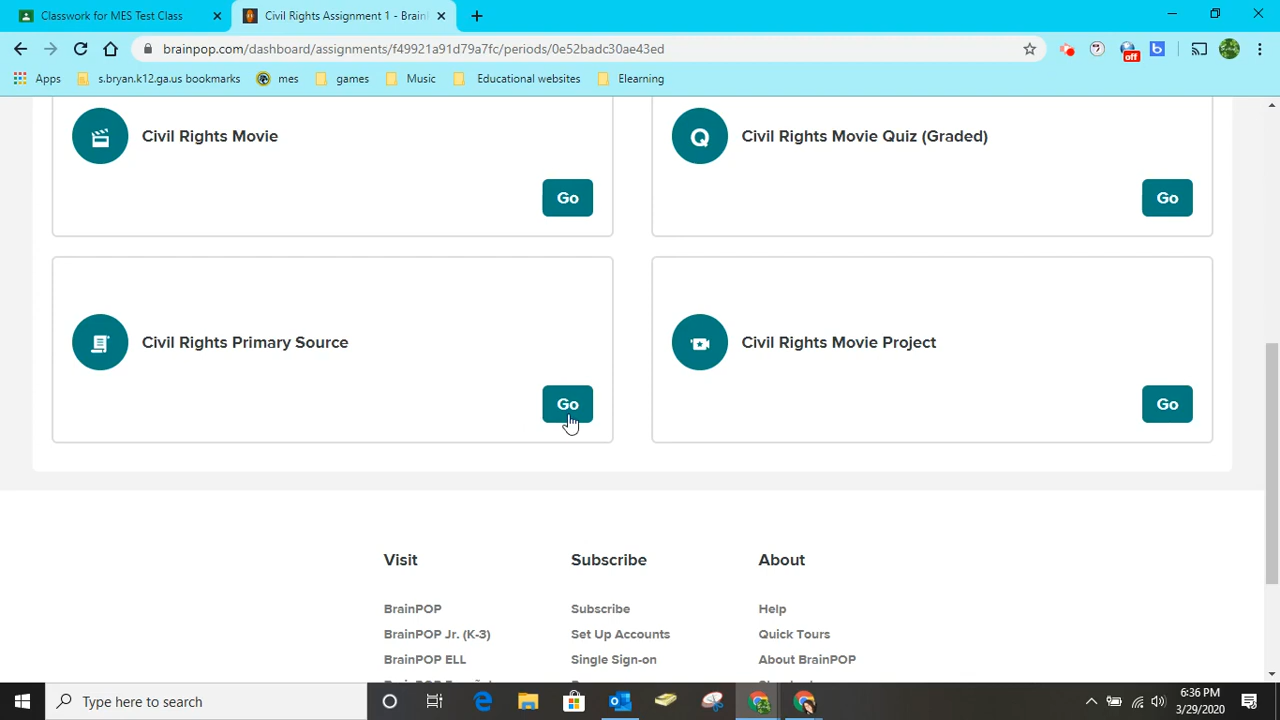 Classwork for MES Test Class
Civil Rights Assignment 1 - Brain
brainpop.com/dashboard/assignments/f49921a91d79a7fc/periods/0e52badc30ae43ed
off
b
Apps
s.bryan.k12.ga.us bookmarks
mes
games
Music
Educational websites
Elearning
Civil Rights Movie
Go
Q
Civil Rights Movie Quiz (Graded)
Go
Civil Rights Primary Source
Go
Civil Rights Movie Project
Go
Visit
Subscribe
About
BrainPOP
Subscribe
Help
BrainPOP Jr. (K-3)
Set Up Accounts
Quick Tours
BrainPOP ELL
Single Sign-on
About BrainPOP
Type here to search
6:36 PM
3/29/2020